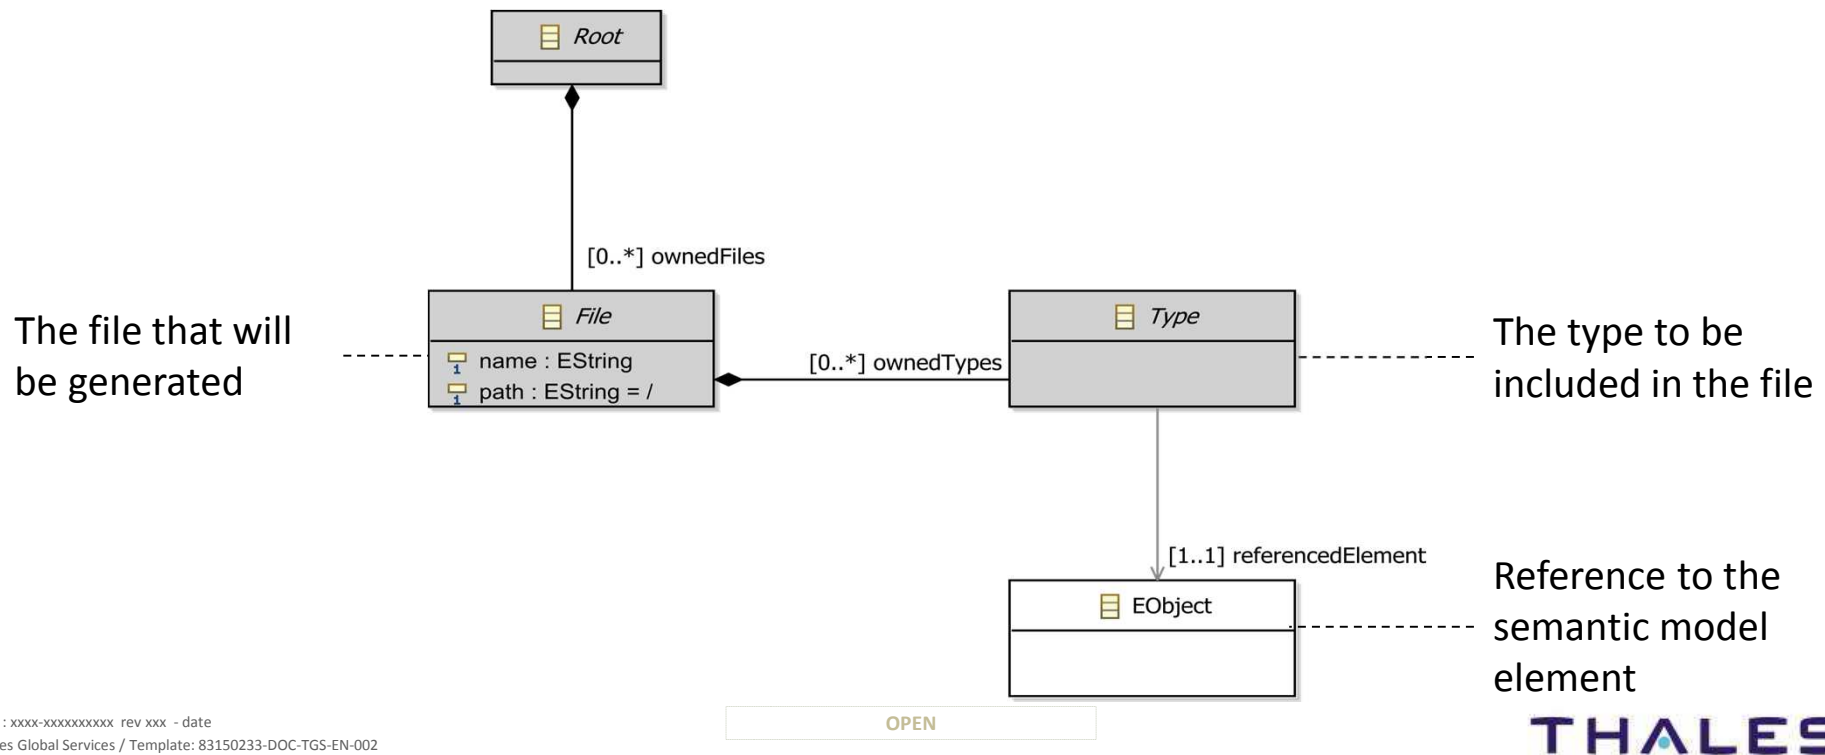 Root
[0..*] ownedFiles
The file that will
be generated
File
name : EString
path : EString = /
[0..*] ownedTypes
Type
The type to be
included in the file
[1..1] referencedElement
EObject
Reference to the
semantic model
element
: xxxx-xxxxxxxxxx rev xxx - date
es Global Services / Template: 83150233-DOC-TGS-EN-002
OPEN
THALES